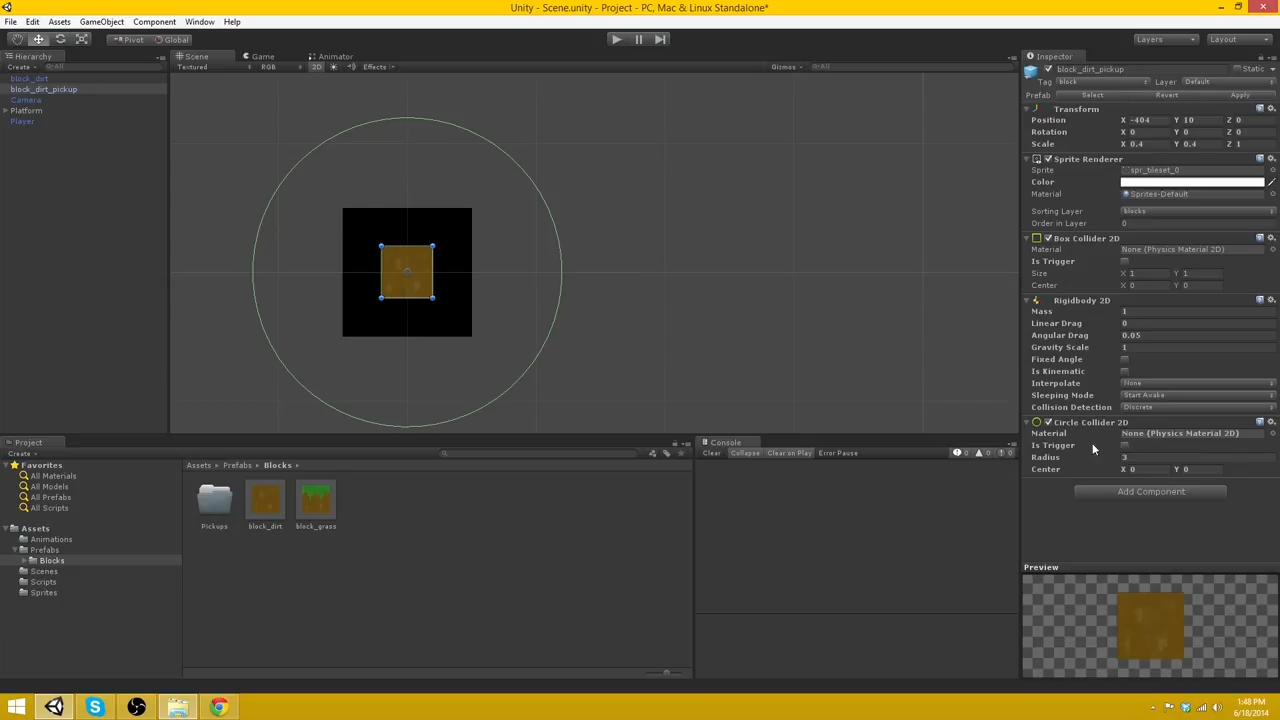 Unity - Scene.unity - Project - PC, Mac & Linux Standalone*
File Edit Assets GameObject Component Window Help
Pivot Global Layers Layout
Hierarchy Scene Game Animator Inspector
Create All Textured RGB 2D Effects Gizmos All
block_dirt
block_dirt_pickup
Camera
Platform
Player
block_dirt_pickup Static
Tag block Layer Default
Prefab Select Revert Apply
Transform
Position X -404 Y 10 Z 0
Rotation X 0 Y 0 Z 0
Scale X 0.4 Y 0.4 Z 1
Sprite Renderer
Sprite spr_tileset_0
Color
Material Sprites-Default
Sorting Layer blocks
Order in Layer 0
Box Collider 2D
Material None (Physics Material 2D)
Is Trigger
Size X 1 Y 1
Center X 0 Y 0
Rigidbody 2D
Mass 1
Linear Drag 0
Angular Drag 0.05
Gravity Scale 1
Fixed Angle
Is Kinematic
Interpolate None
Sleeping Mode Start Awake
Collision Detection Discrete
Circle Collider 2D
Material None (Physics Material 2D)
Is Trigger
Radius 3
Center X 0 Y 0
Add Component
Preview
Project
Create
Favorites
All Materials
All Models
All Prefabs
All Scripts
Assets
Animations
Prefabs
Blocks
Scenes
Scripts
Sprites
Assets Prefabs Blocks
Pickups block_dirt block_grass
Console
Clear Collapse Clear on Play Error Pause 0 0 0
1:48 PM
6/18/2014